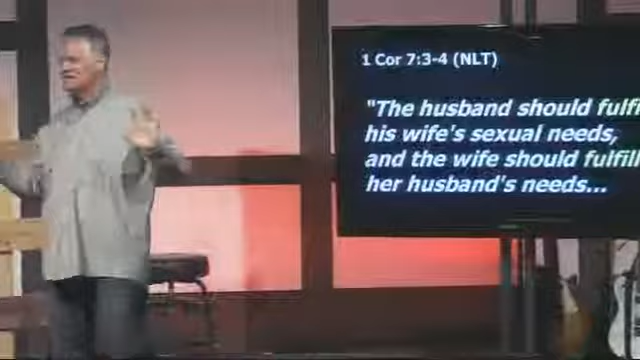 1 Cor 7:3-4 (NLT)
"The husband should fulfi
his wife's sexual needs,
and the wife should fulfill
her husband's needs...